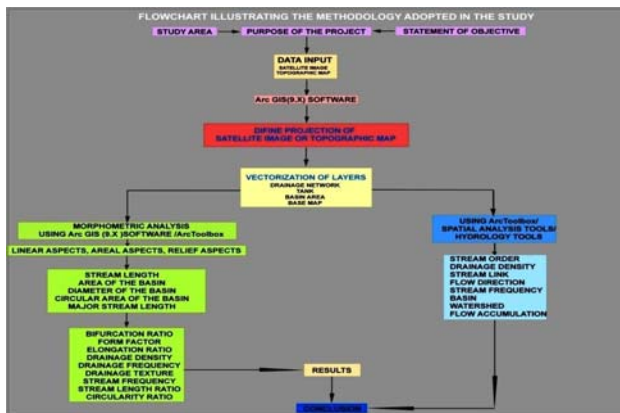 FLOWCHART ILLUSTRATING THE METHODOLOGY ADOPTED IN THE STUDY
STUDY AREA
PURPOSE OF THE PROJECT
STATEMENT OF OBJECTIVE
DATA INPUT
SATELLITE IMAGE
TOPOGRAPHIC MAP
Arc GIS(9.X) SOFTWARE
DIFINE PROJECTION OF
SATELLITE IMAGE OR TOPOGRAPHIC MAP
VECTORIZATION OF LAYERS
DRAINAGE NETWORK
TANK
BASIN AREA
BASE MAP
MORPHOMETRIC ANALYSIS
USING Arc GIS (9.X )SOFTWARE /ArcToolbox
LINEAR ASPECTS, AREAL ASPECTS, RELIEF ASPECTS
STREAM LENGTH
AREA OF THE BASIN
DIAMETER OF THE BASIN
CIRCULAR AREA OF THE BASIN
MAJOR STREAM LENGTH
BIFURCATION RATIO
FORM FACTOR
ELONGATION RATIO
DRAINAGE DENSITY
DRAINAGE FREQUENCY
DRAINAGE TEXTURE
STREAM FREQUENCY
STREAM LENGTH RATIO
CIRCULARITY RATIO
USING ArcToolbox/
SPATIAL ANALYSIS TOOLS/
HYDROLOGY TOOLS
STREAM ORDER
DRAINAGE DENSITY
STREAM LINK
FLOW DIRECTION
STREAM FREQUENCY
BASIN
WATERSHED
FLOW ACCUMULATION
RESULTS
CONCLUSION